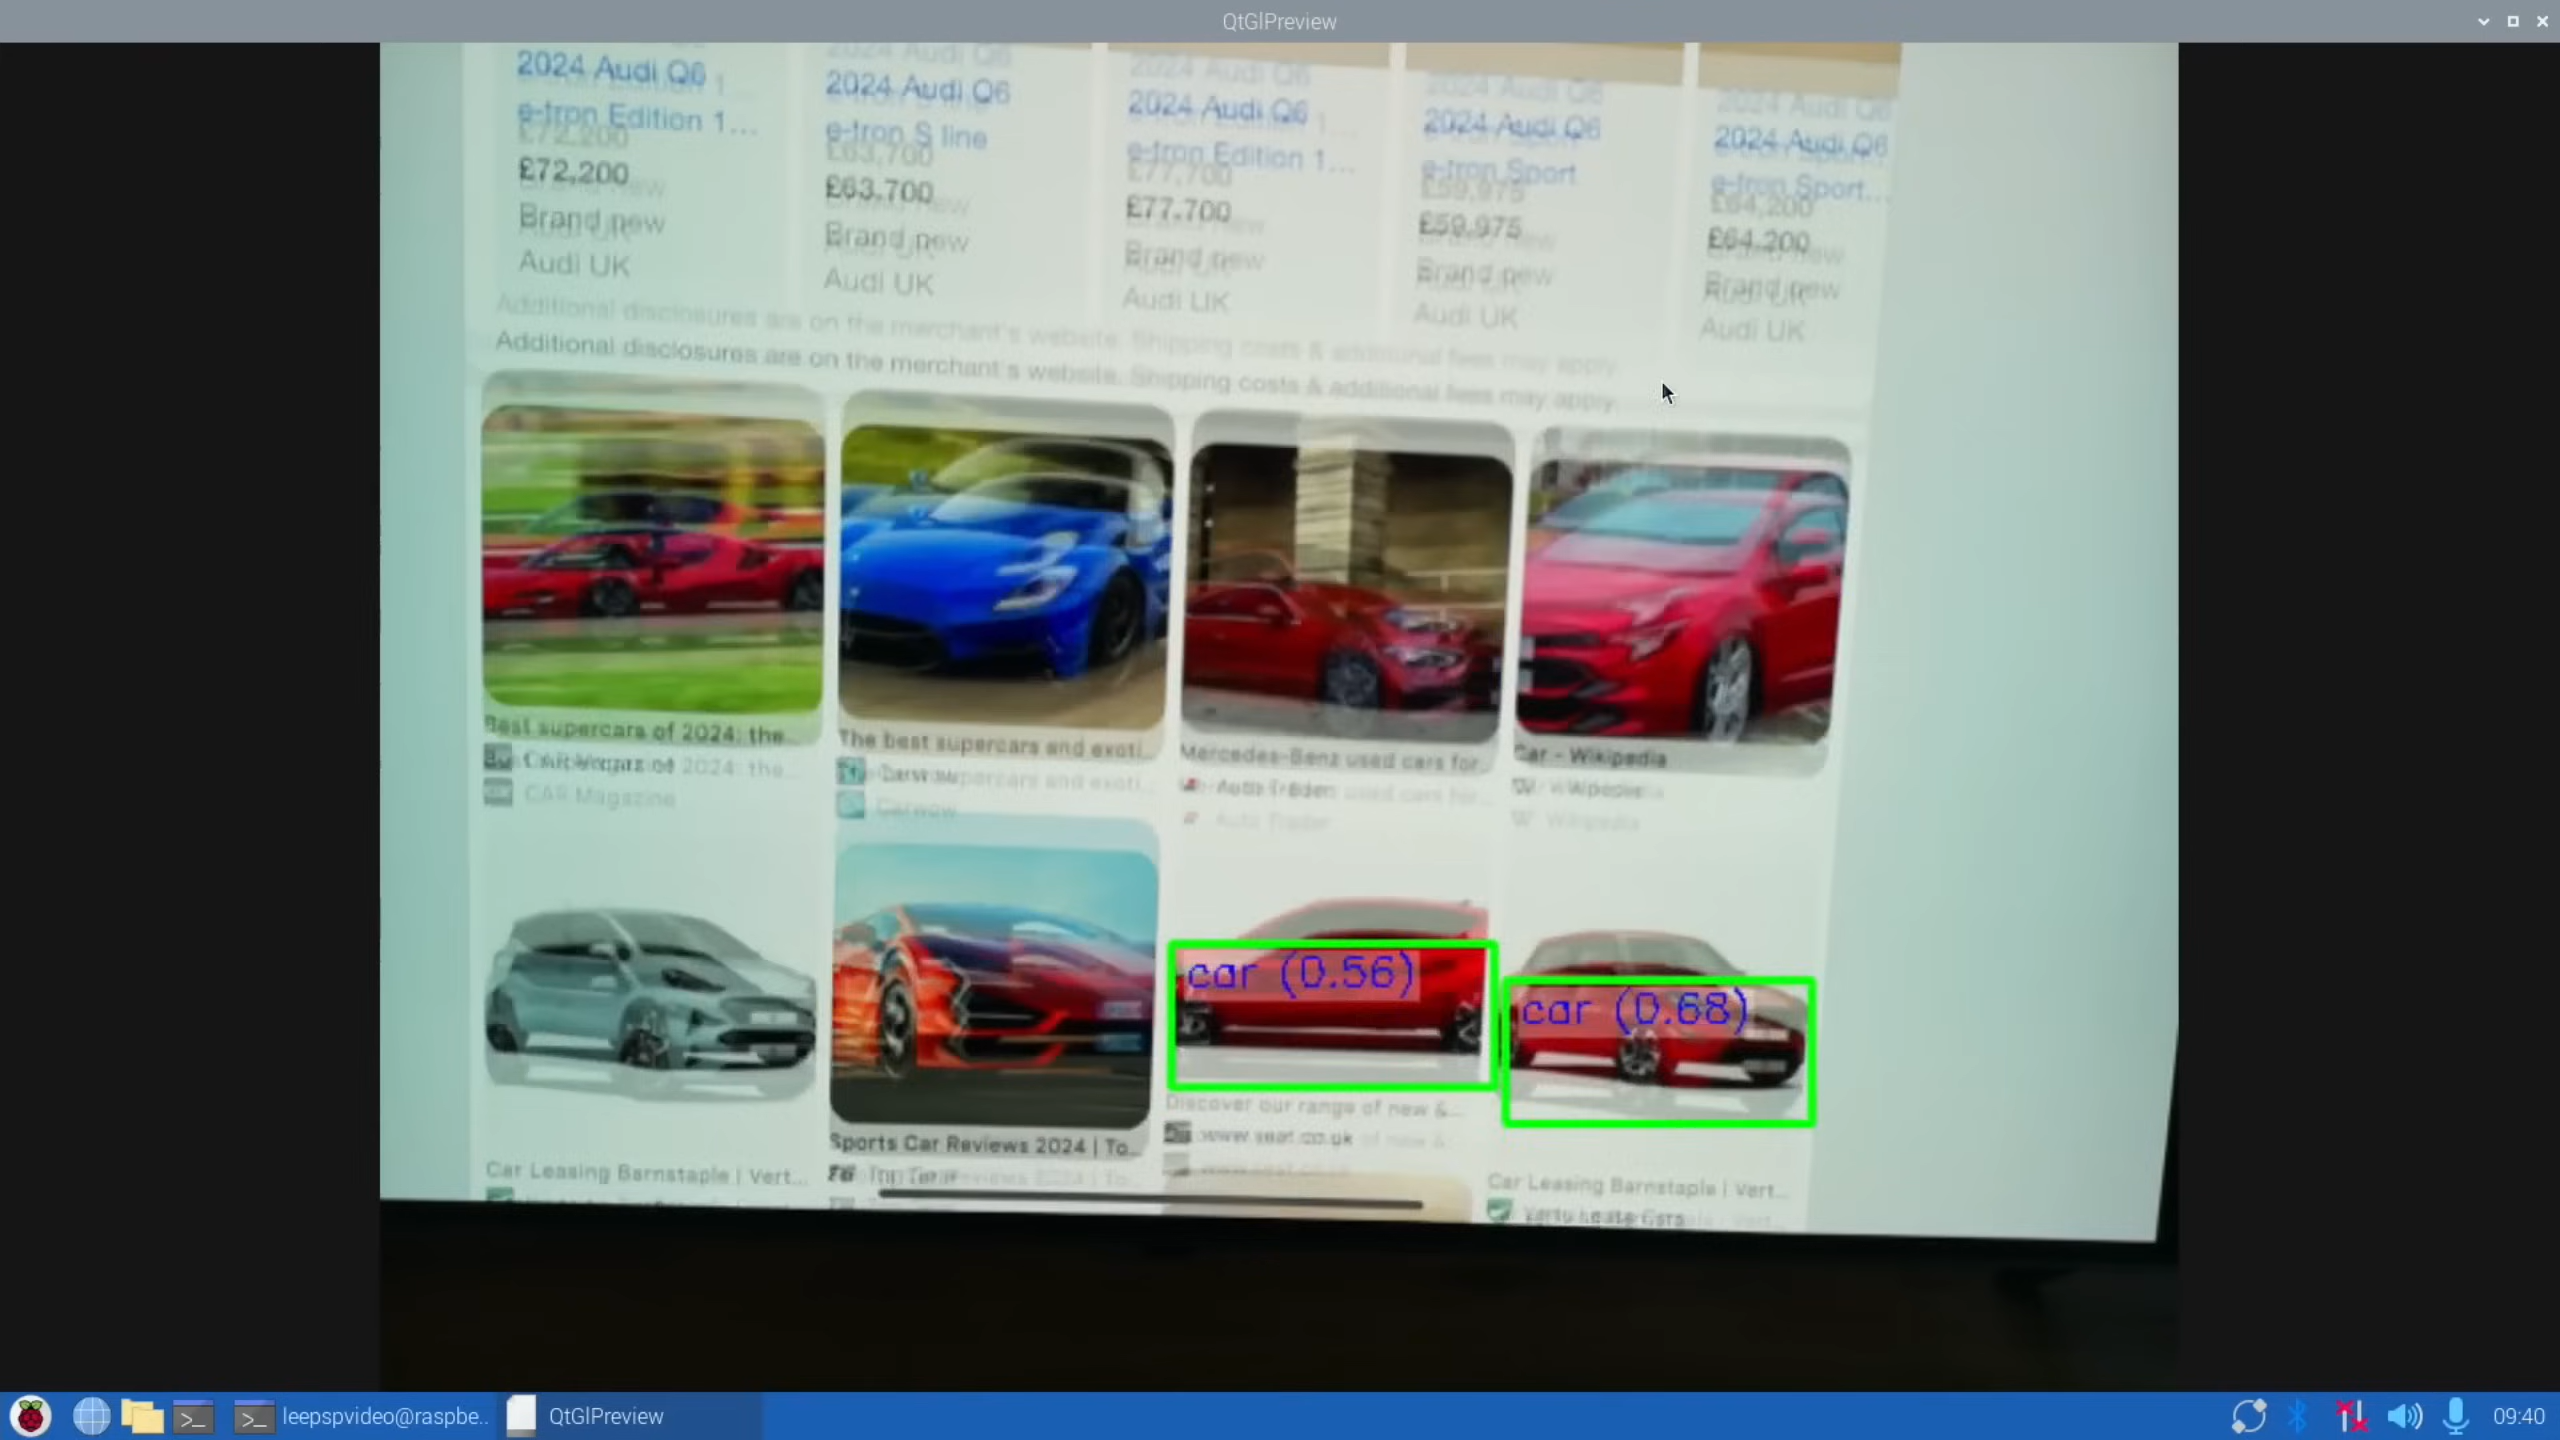 QtGlPreview
2024 Audi Q6
e-tron Edition 1...
£72,200
Brand new
Audi UK
2024 Audi Q6
e-tron S line
£63,700
Brand new
Audi UK
2024 Audi Q6
e-tron Edition 1...
£77,700
Brand new
Audi UK
2024 Audi Q6
e-tron Sport
£59,975
Brand new
Audi UK
2024 Audi Q6
e-tron Sport...
£64,200
Brand new
Audi UK
Additional disclosures are on the merchant's website. Shipping costs & additional fees may apply.
Best supercars of 2024: the...
CAR Magazine
The best supercars and exoti...
Carwow
Mercedes-Benz used cars for...
Auto Trader
Car - Wikipedia
Wikipedia
car (0.56)
car (0.68)
Car Leasing Barnstaple | Vert...
Sports Car Reviews 2024 | To...
Top Gear
Discover our range of new &...
www.seat.co.uk
Car Leasing Barnstaple | Vert...
leepspvideo@raspbe..
QtGlPreview
09:40